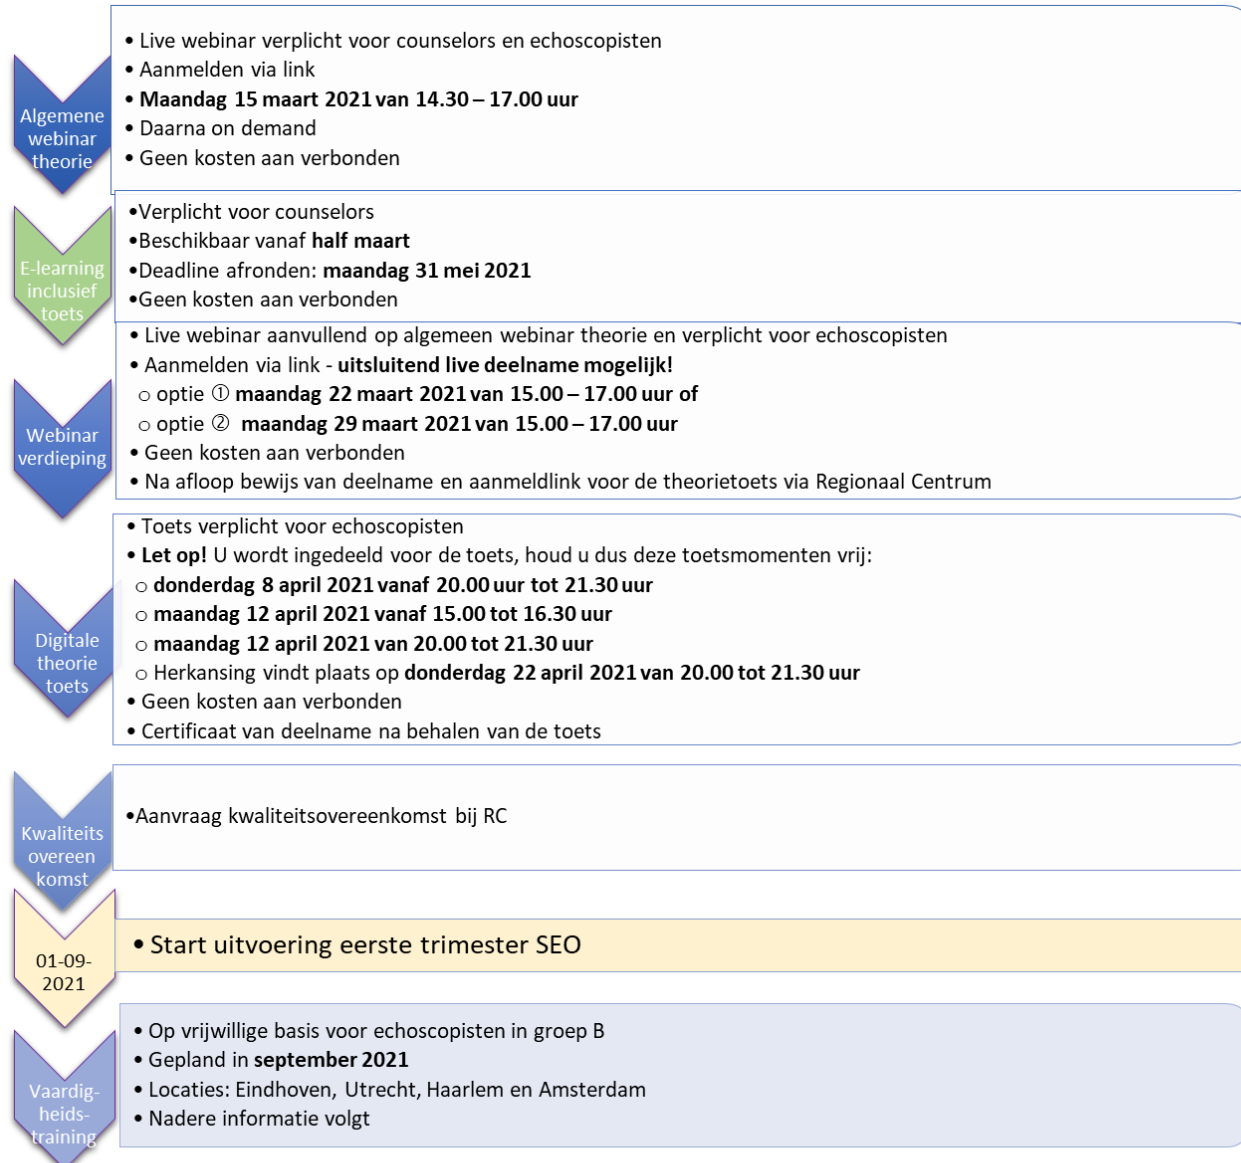 Algemene
webinar
theorie
• Live webinar verplicht voor counselors en echoscopisten
• Aanmelden via link
• Maandag 15 maart 2021 van 14.30 – 17.00 uur
• Daarna on demand
• Geen kosten aan verbonden
E-learning
inclusief
toets
•Verplicht voor counselors
•Beschikbaar vanaf half maart
•Deadline afronden: maandag 31 mei 2021
•Geen kosten aan verbonden
Webinar
verdieping
• Live webinar aanvullend op algemeen webinar theorie en verplicht voor echoscopisten
• Aanmelden via link - uitsluitend live deelname mogelijk!
o optie ① maandag 22 maart 2021 van 15.00 – 17.00 uur of
o optie ② maandag 29 maart 2021 van 15.00 – 17.00 uur
• Geen kosten aan verbonden
• Na afloop bewijs van deelname en aanmeldlink voor de theorietoets via Regionaal Centrum
Digitale
theorie
toets
• Toets verplicht voor echoscopisten
• Let op! U wordt ingedeeld voor de toets, houd u dus deze toetsmomenten vrij:
o donderdag 8 april 2021 vanaf 20.00 uur tot 21.30 uur
o maandag 12 april 2021 vanaf 15.00 tot 16.30 uur
o maandag 12 april 2021 van 20.00 tot 21.30 uur
o Herkansing vindt plaats op donderdag 22 april 2021 van 20.00 tot 21.30 uur
• Geen kosten aan verbonden
• Certificaat van deelname na behalen van de toets
Kwaliteits
overeen
komst
•Aanvraag kwaliteitsovereenkomst bij RC
01-09-
2021
• Start uitvoering eerste trimester SEO
Vaardig-
heids-
training
• Op vrijwillige basis voor echoscopisten in groep B
• Gepland in september 2021
• Locaties: Eindhoven, Utrecht, Haarlem en Amsterdam
• Nadere informatie volgt